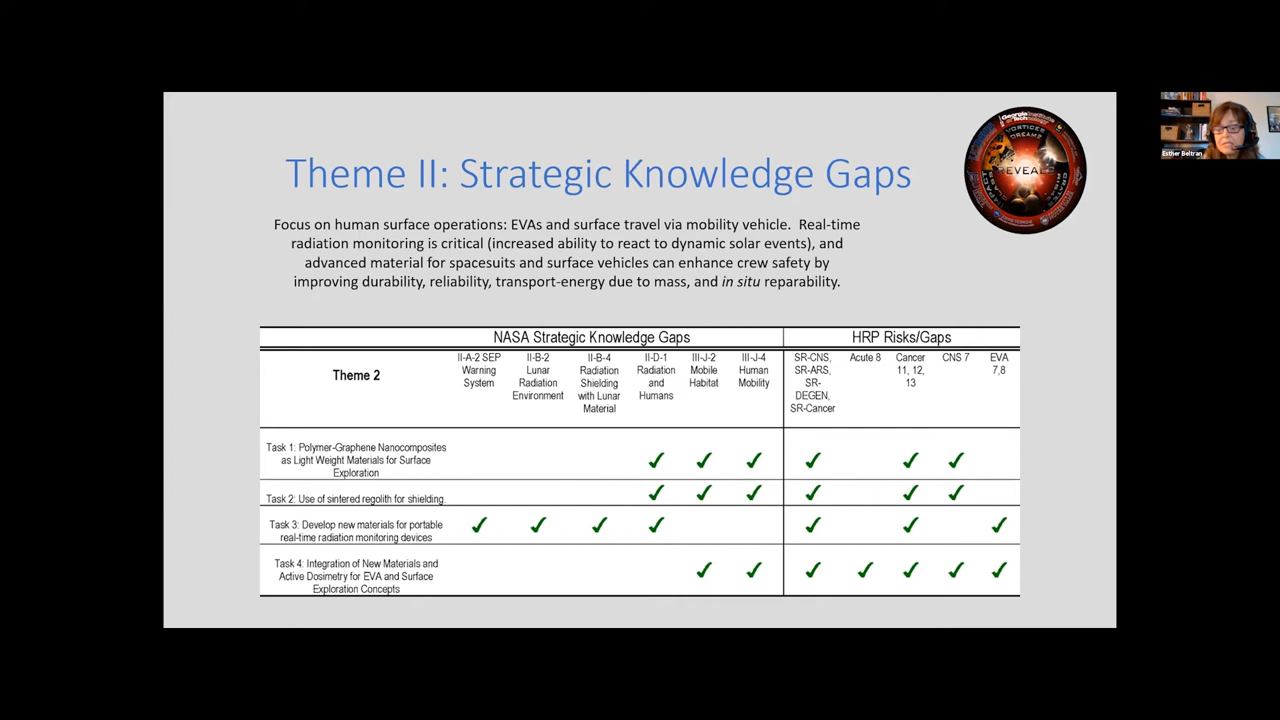 Theme II: Strategic Knowledge Gaps
Georgia Institute
of Technology
VORTICES
DREAM2
REVEALS
Esther Beltran
Focus on human surface operations: EVAs and surface travel via mobility vehicle. Real-time
radiation monitoring is critical (increased ability to react to dynamic solar events), and
advanced material for spacesuits and surface vehicles can enhance crew safety by
improving durability, reliability, transport-energy due to mass, and in situ reparability.
NASA Strategic Knowledge Gaps
HRP Risks/Gaps
Theme 2
II-A-2 SEP
Warning
System
II-B-2
Lunar
Radiation
Environment
II-B-4
Radiation
Shielding
with Lunar
Material
II-D-1
Radiation
and
Humans
III-J-2
Mobile
Habitat
III-J-4
Human
Mobility
SR-CNS,
SR-ARS,
SR-
DEGEN,
SR-Cancer
Acute 8
Cancer
11, 12,
13
CNS 7
EVA
7,8
Task 1: Polymer-Graphene Nanocomposites
as Light Weight Materials for Surface
Exploration
✓ ✓ ✓ ✓ ✓ ✓
Task 2: Use of sintered regolith for shielding.
✓ ✓ ✓ ✓ ✓ ✓
Task 3: Develop new materials for portable
real-time radiation monitoring devices
✓ ✓ ✓ ✓ ✓ ✓ ✓
Task 4: Integration of New Materials and
Active Dosimetry for EVA and Surface
Exploration Concepts
✓ ✓ ✓ ✓ ✓ ✓ ✓